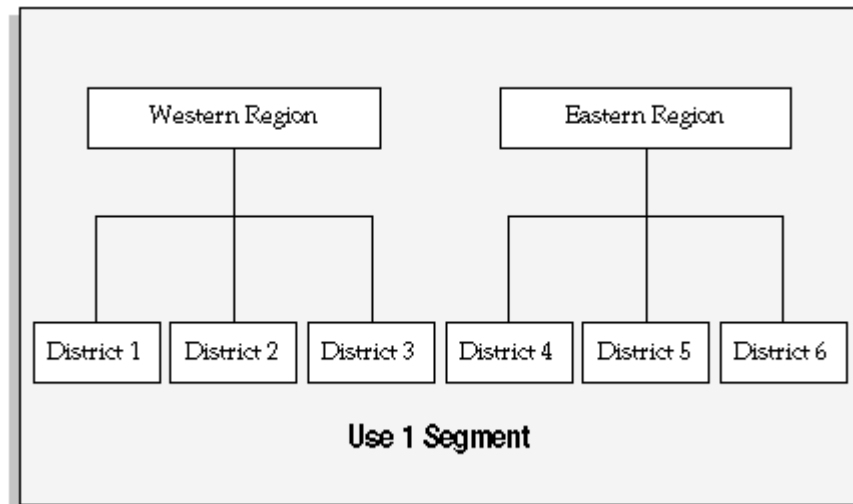 Western Region
Eastern Region
District 1
District 2
District 3
District 4
District 5
District 6
Use 1 Segment